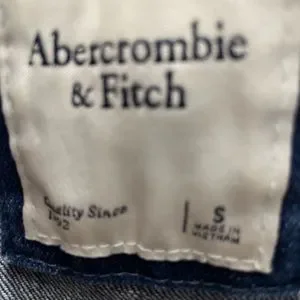 Abercrombie
& Fitch
Quality Since
S
MADE IN
VIETNAM